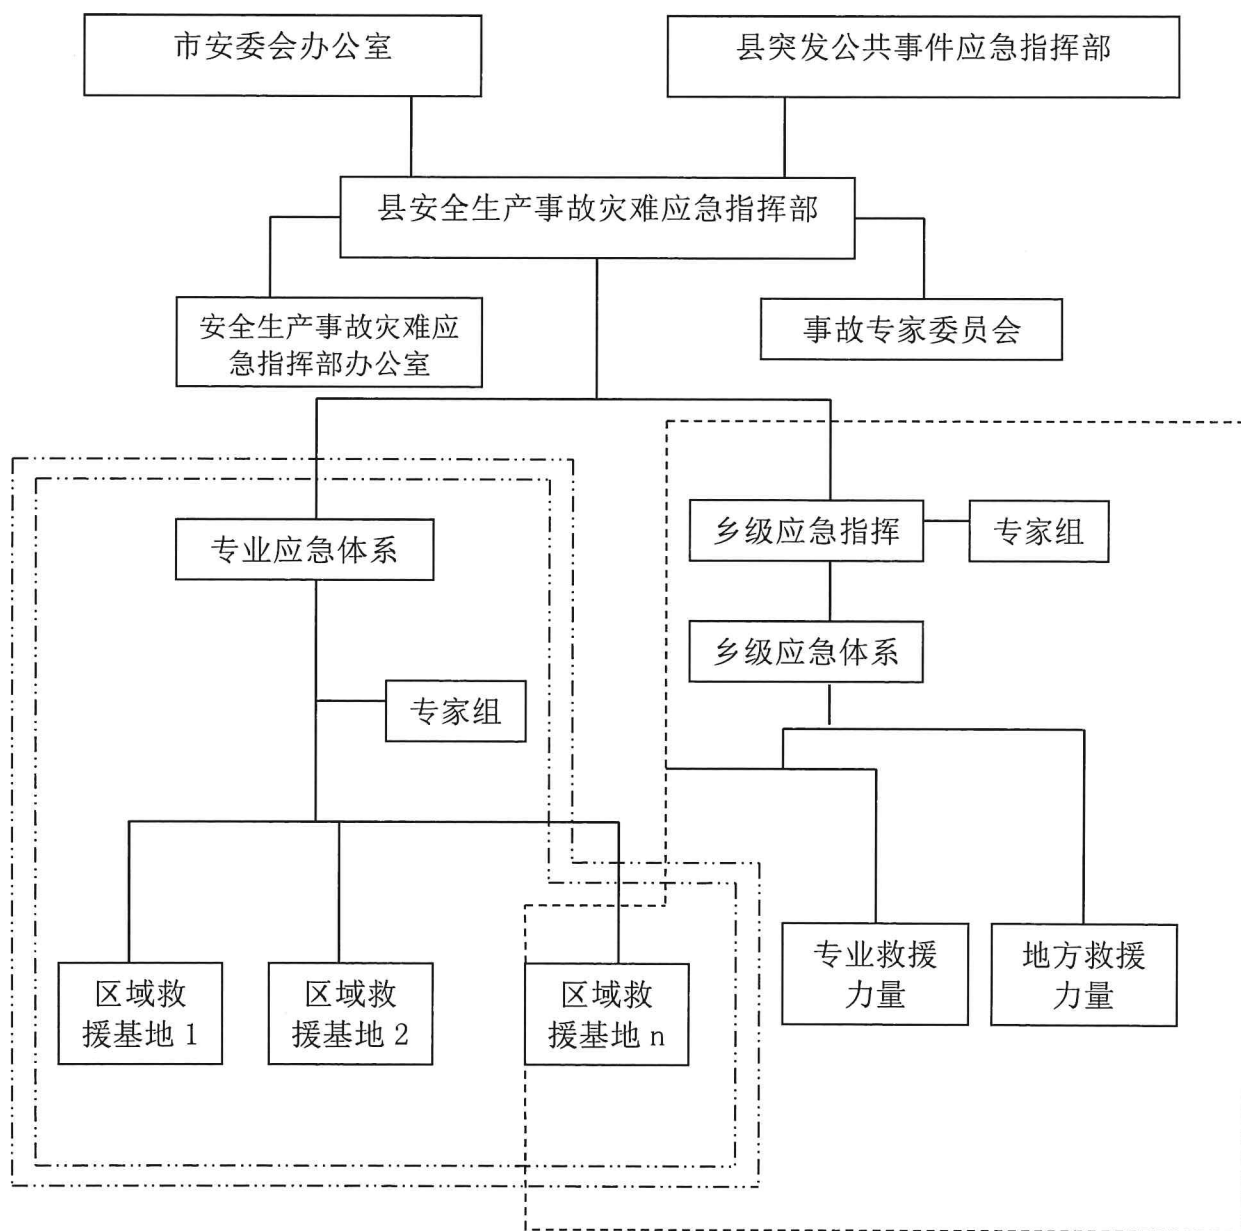 市安委会办公室
县突发公共事件应急指挥部
县安全生产事故灾难应急指挥部
安全生产事故灾难应
急指挥部办公室
事故专家委员会
专业应急体系
乡级应急指挥
专家组
乡级应急体系
专家组
专业救援
力量
地方救援
力量
区域救
援基地 1
区域救
援基地 2
区域救
援基地 n